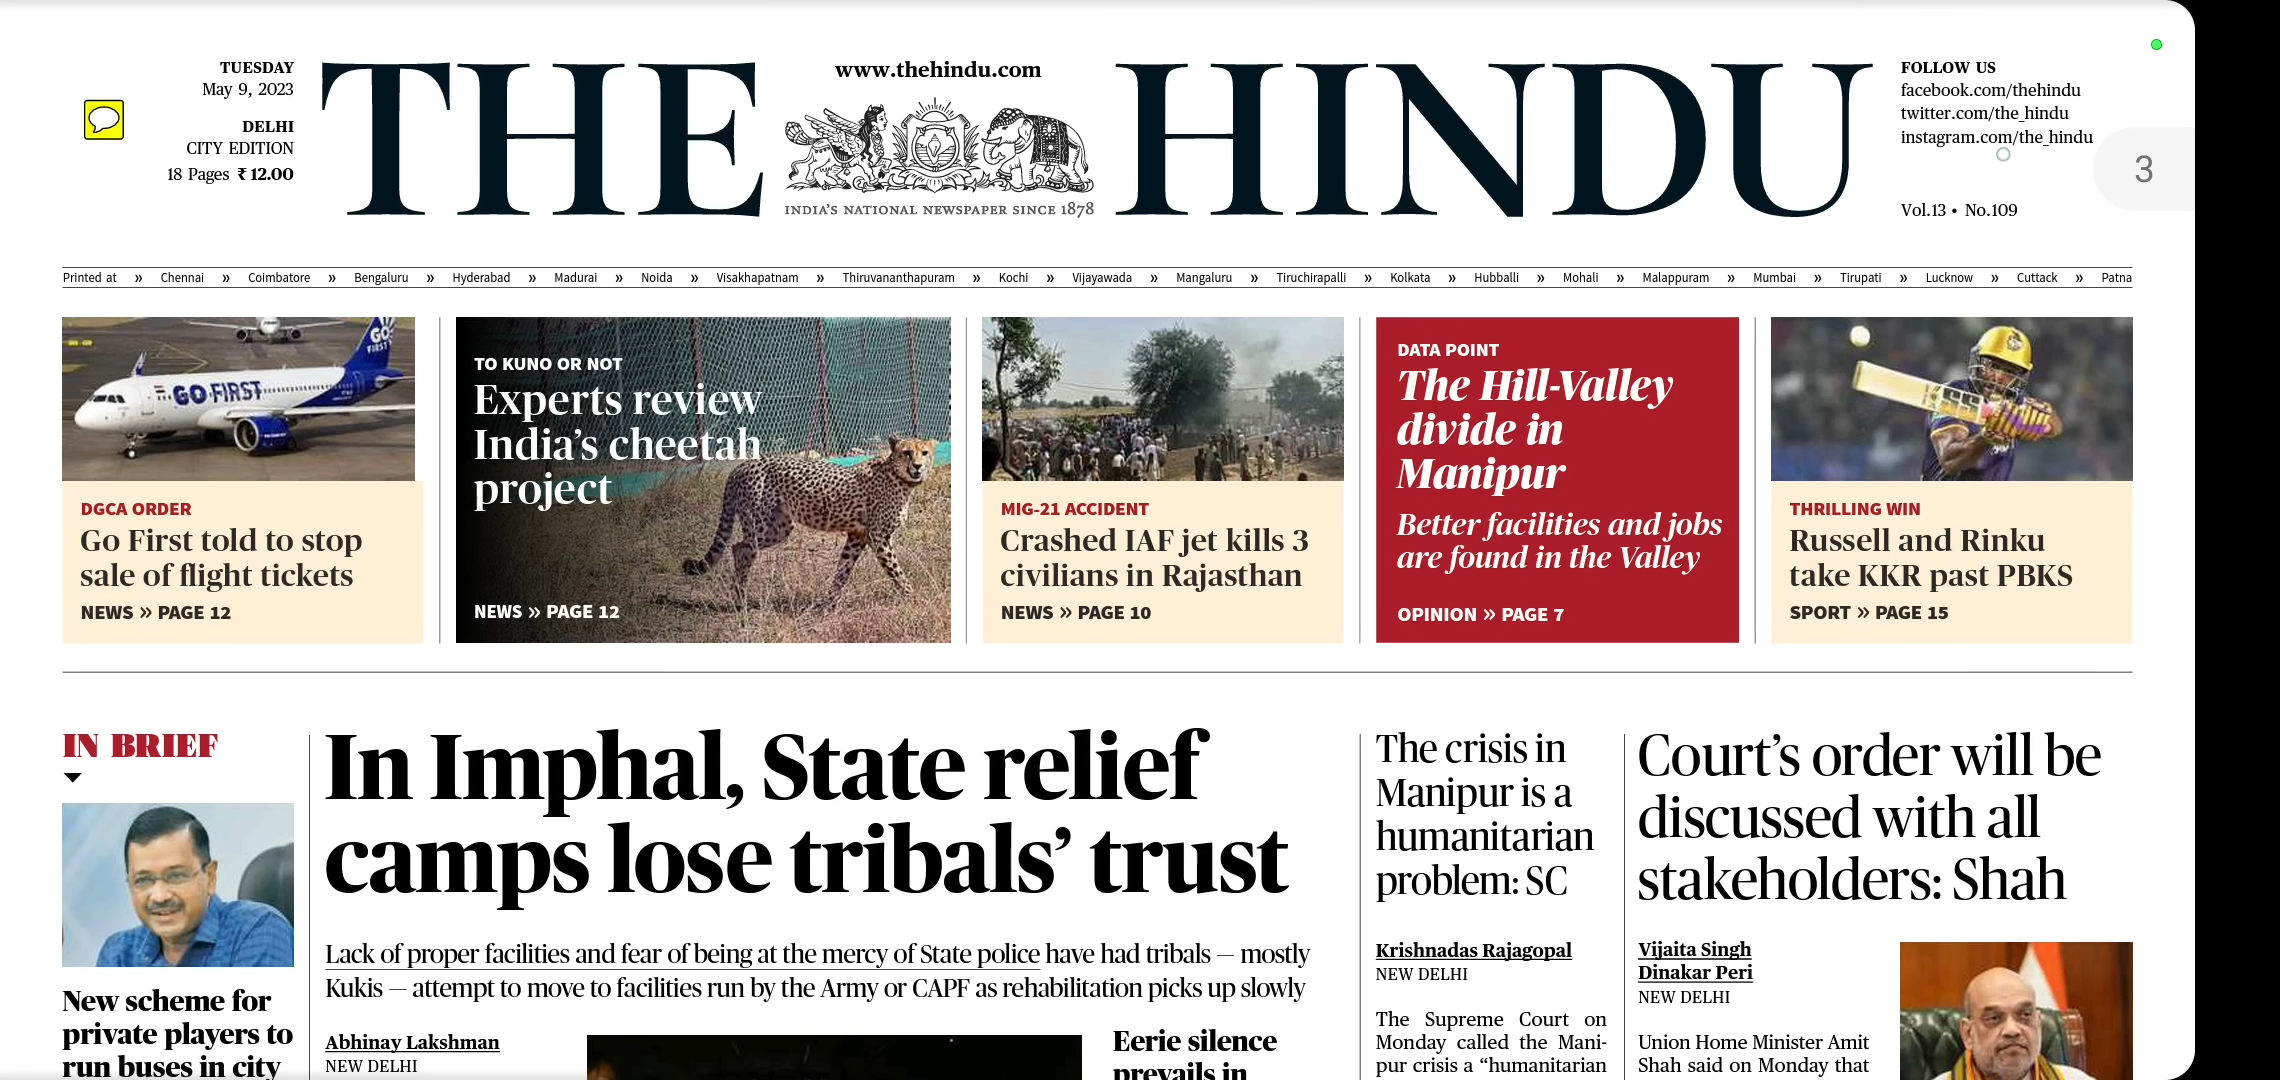 TUESDAY
May 9, 2023
DELHI
CITY EDITION
18 Pages ₹ 12.00
THE HINDU
www.thehindu.com
INDIA'S NATIONAL NEWSPAPER SINCE 1878
FOLLOW US
facebook.com/thehindu
twitter.com/the_hindu
instagram.com/the_hindu
3
Vol.13 • No.109
Printed at » Chennai » Coimbatore » Bengaluru » Hyderabad » Madurai » Noida » Visakhapatnam » Thiruvananthapuram » Kochi » Vijayawada » Mangaluru » Tiruchirapalli » Kolkata » Hubballi » Mohali » Malappuram » Mumbai » Tirupati » Lucknow » Cuttack » Patna
GO FIRST
GO FIRST
DGCA ORDER
Go First told to stop
sale of flight tickets
NEWS » PAGE 12
TO KUNO OR NOT
Experts review
India's cheetah
project
NEWS » PAGE 12
MIG-21 ACCIDENT
Crashed IAF jet kills 3
civilians in Rajasthan
NEWS » PAGE 10
DATA POINT
The Hill-Valley
divide in
Manipur
Better facilities and jobs
are found in the Valley
OPINION » PAGE 7
THRILLING WIN
Russell and Rinku
take KKR past PBKS
SPORT » PAGE 15
IN BRIEF
New scheme for
private players to
run buses in city
In Imphal, State relief
camps lose tribals' trust
Lack of proper facilities and fear of being at the mercy of State police have had tribals — mostly
Kukis — attempt to move to facilities run by the Army or CAPF as rehabilitation picks up slowly
Abhinay Lakshman
NEW DELHI
Eerie silence
prevails in
The crisis in
Manipur is a
humanitarian
problem: SC
Krishnadas Rajagopal
NEW DELHI
The Supreme Court on
Monday called the Mani-
pur crisis a “humanitarian
Court's order will be
discussed with all
stakeholders: Shah
Vijaita Singh
Dinakar Peri
NEW DELHI
Union Home Minister Amit
Shah said on Monday that